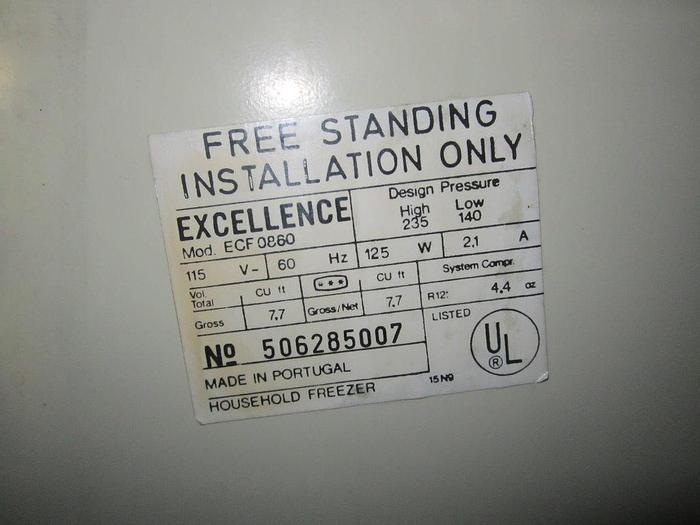 FREE STANDING
INSTALLATION ONLY
EXCELLENCE
Mod. ECF 0860
Design Pressure
High Low
235 140
115 V~ 60 Hz 125 W 2,1 A
Vol. Total CU ft *** CU ft System Compr.
Gross 7.7 Gross/Net 7.7 R12: 4.4 oz
No 506285007
LISTED
UL ®
MADE IN PORTUGAL
HOUSEHOLD FREEZER 15 N9